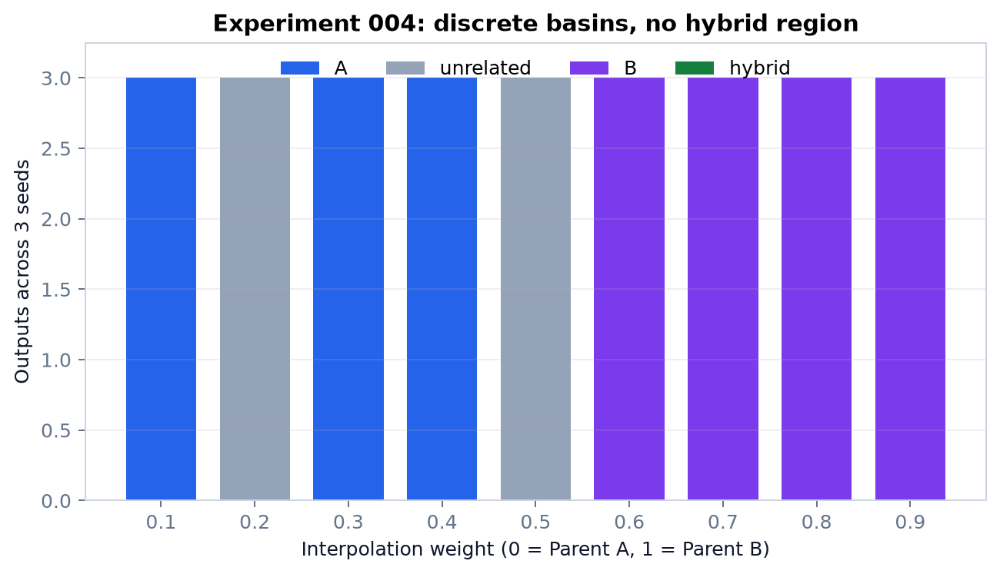 Experiment 004: discrete basins, no hybrid region
A unrelated B hybrid
3.0
2.5
2.0
1.5
1.0
0.5
0.0
Outputs across 3 seeds
0.1 0.2 0.3 0.4 0.5 0.6 0.7 0.8 0.9
Interpolation weight (0 = Parent A, 1 = Parent B)